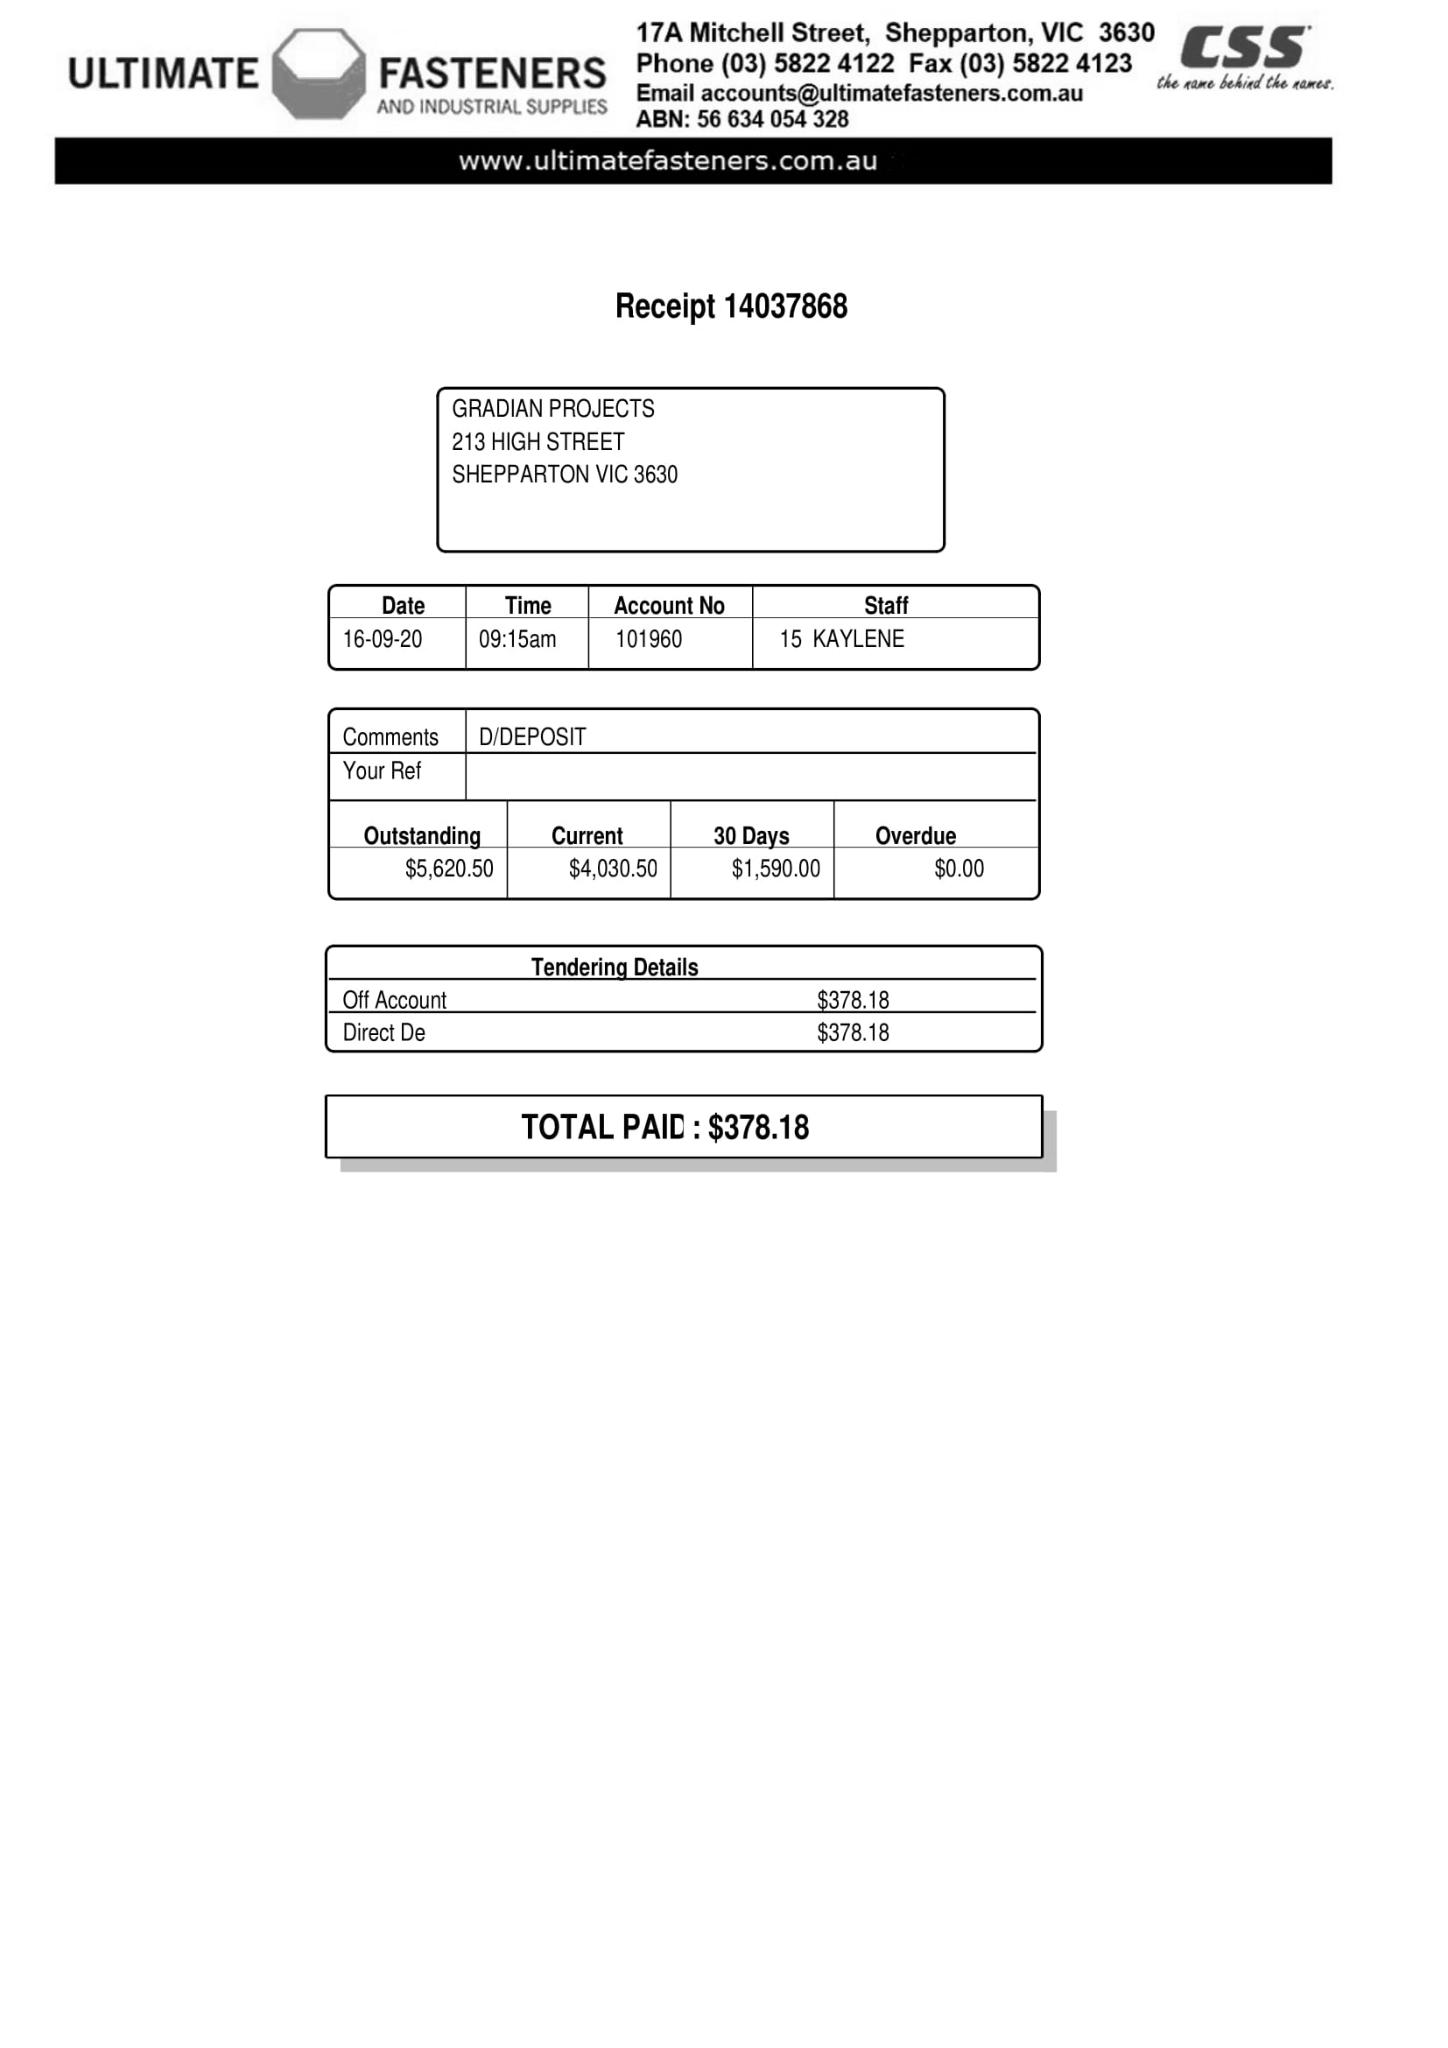 ULTIMATE FASTENERS
AND INDUSTRIAL SUPPLIES
17A Mitchell Street, Shepparton, VIC 3630
Phone (03) 5822 4122 Fax (03) 5822 4123
Email accounts@ultimatefasteners.com.au
ABN: 56 634 054 328
CSS
the name behind the names.
www.ultimatefasteners.com.au
Receipt 14037868
GRADIAN PROJECTS
213 HIGH STREET
SHEPPARTON VIC 3630
Date Time Account No Staff
16-09-20 09:15am 101960 15 KAYLENE
Comments D/DEPOSIT
Your Ref
Outstanding Current 30 Days Overdue
$5,620.50 $4,030.50 $1,590.00 $0.00
Tendering Details
Off Account $378.18
Direct De $378.18
TOTAL PAID : $378.18